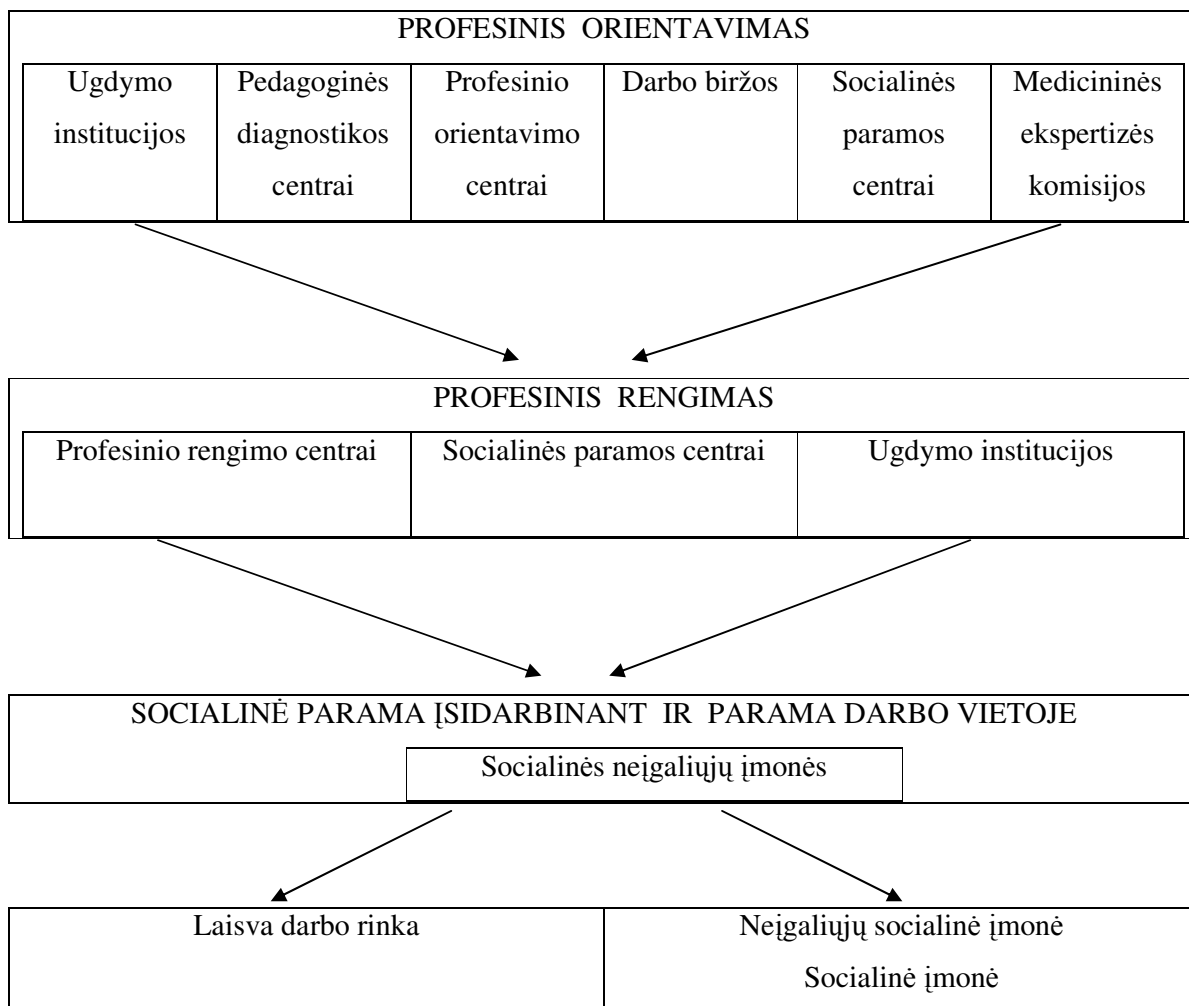 PROFESINIS ORIENTAVIMAS
Ugdymo
institucijos
Pedagoginės
diagnostikos
centrai
Profesinio
orientavimo
centrai
Darbo biržos
Socialinės
paramos
centrai
Medicininės
ekspertizės
komisijos
PROFESINIS RENGIMAS
Profesinio rengimo centrai
Socialinės paramos centrai
Ugdymo institucijos
SOCIALINĖ PARAMA ĮSIDARBINANT IR PARAMA DARBO VIETOJE
Socialinės neįgaliųjų įmonės
Laisva darbo rinka
Neįgaliųjų socialinė įmonė
Socialinė įmonė